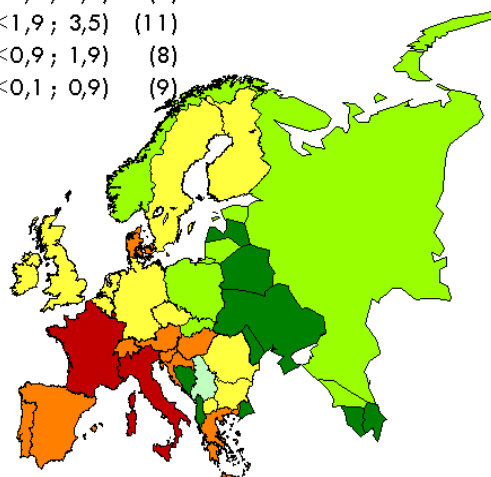 <1,9 ; 3,5) (11)
<0,9 ; 1,9) (8)
<0,1 ; 0,9) (9)